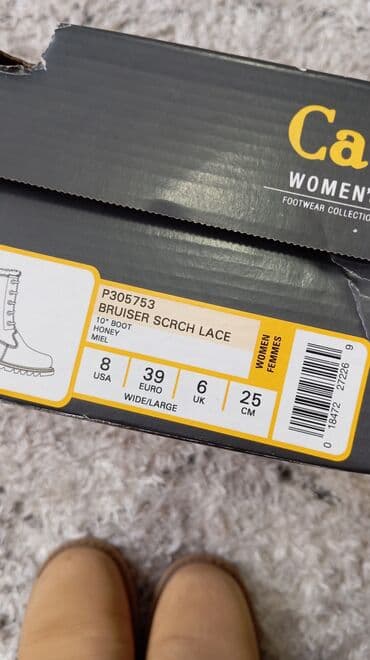 Ca
WOMEN'
FOOTWEAR COLLECTIO
P305753
BRUISER SCRCH LACE
10" BOOT
HONEY
MIEL
WOMEN
FEMMES
8 39 6 25
USA EURO UK CM
WIDE/LARGE
0 18472 27226 9